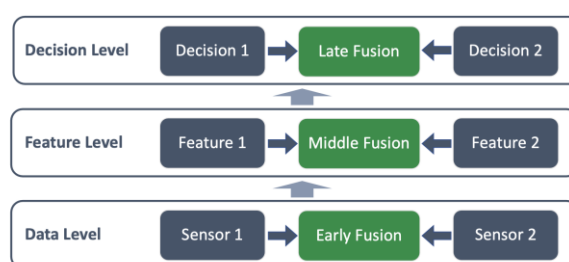 Decision Level Decision 1 Late Fusion Decision 2
Feature Level Feature 1 Middle Fusion Feature 2
Data Level Sensor 1 Early Fusion Sensor 2